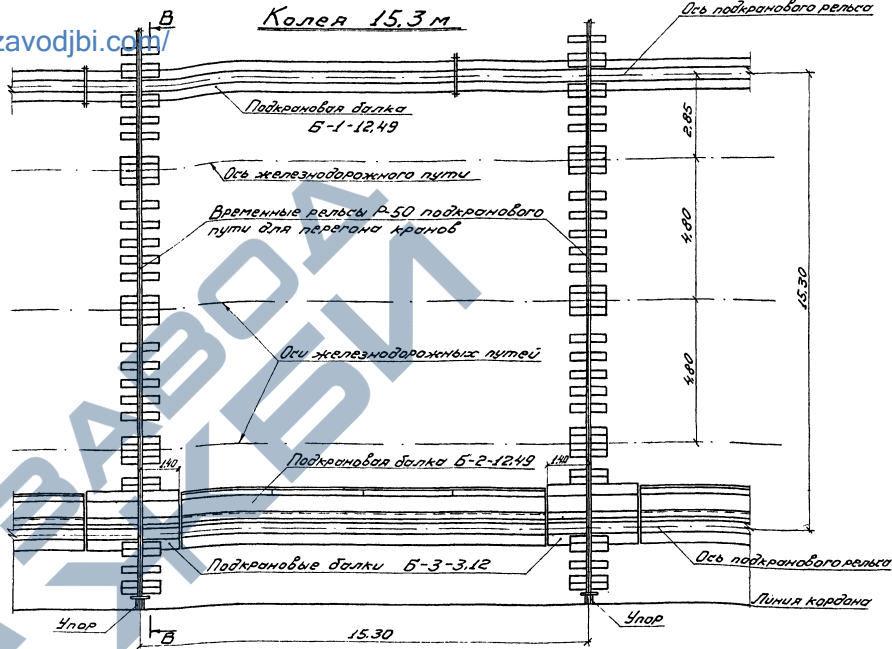 Колея 15,3 м
В
Ось подкранового рельса
zavodjbi.com/
Подкрановая балка
Б-1-12,49
2,85
Ось железнодорожного пути
Временные рельсы Р-50 подкранового
пути для перегона кранов
4,80
15,30
Оси железнодорожных путей
4,80
1,40
Подкрановая балка Б-2-12,49
1,40
Подкрановые балки Б-3-3,12
Ось подкранового рельса
Линия кордона
Упор
В
15.30
Упор
ЗАВОД
ЖБИ